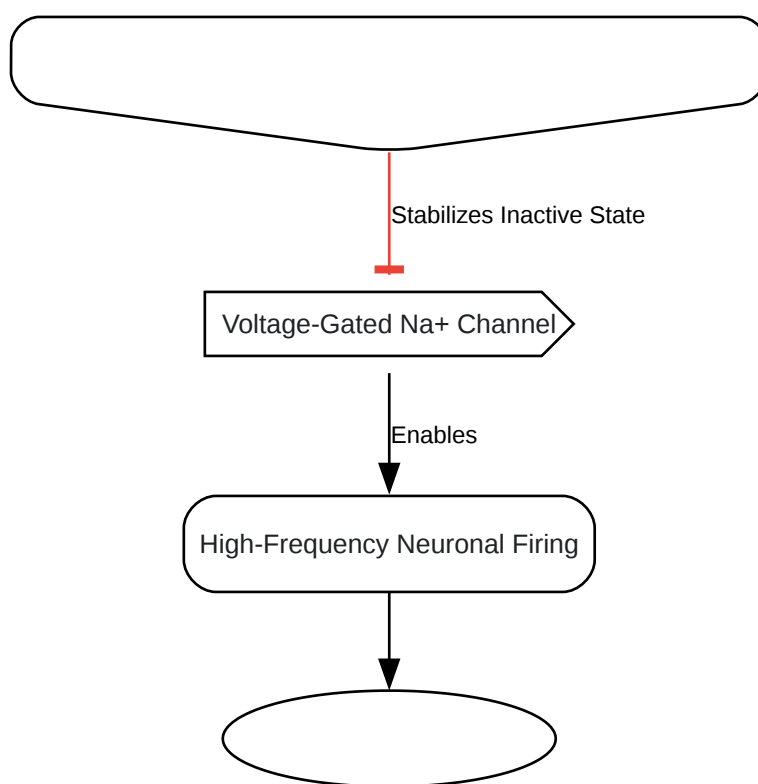 Stabilizes Inactive State
Voltage-Gated Na+ Channel
Enables
High-Frequency Neuronal Firing